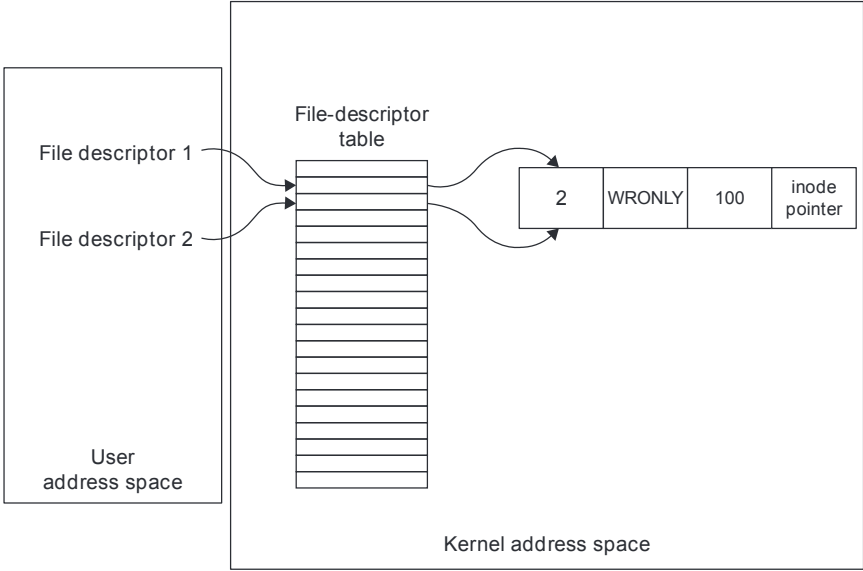 File-descriptor
table
File descriptor 1
2
WRONLY
100
inode
pointer
File descriptor 2
User
address space
Kernel address space